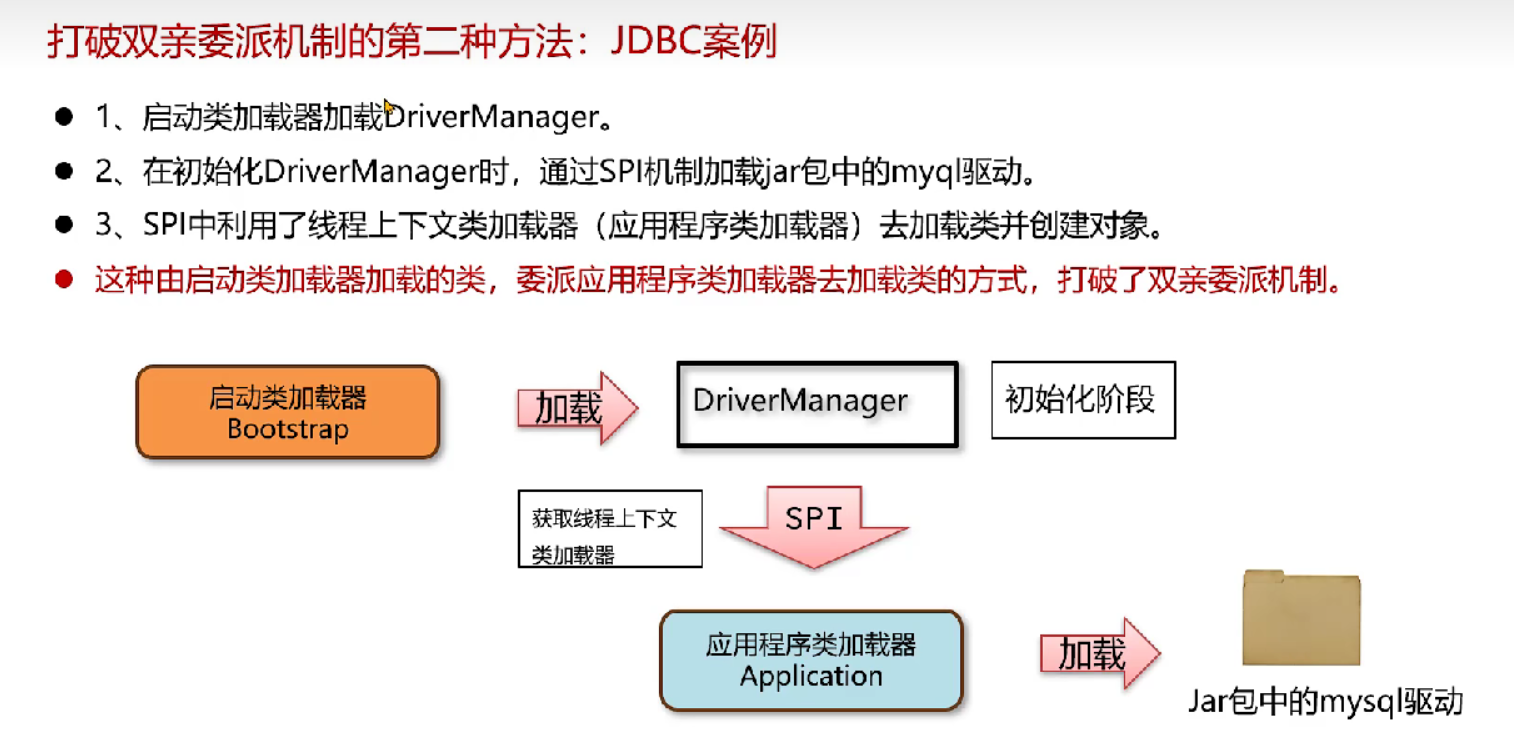 打破双亲委派机制的第二种方法：JDBC案例
● 1、启动类加载器加载DriverManager。
● 2、在初始化DriverManager时，通过SPI机制加载jar包中的myql驱动。
● 3、SPI中利用了线程上下文类加载器（应用程序类加载器）去加载类并创建对象。
● 这种由启动类加载器加载的类，委派应用程序类加载器去加载类的方式，打破了双亲委派机制。
启动类加载器
Bootstrap
加载
DriverManager
初始化阶段
获取线程上下文
类加载器
SPI
应用程序类加载器
Application
加载
Jar包中的mysql驱动